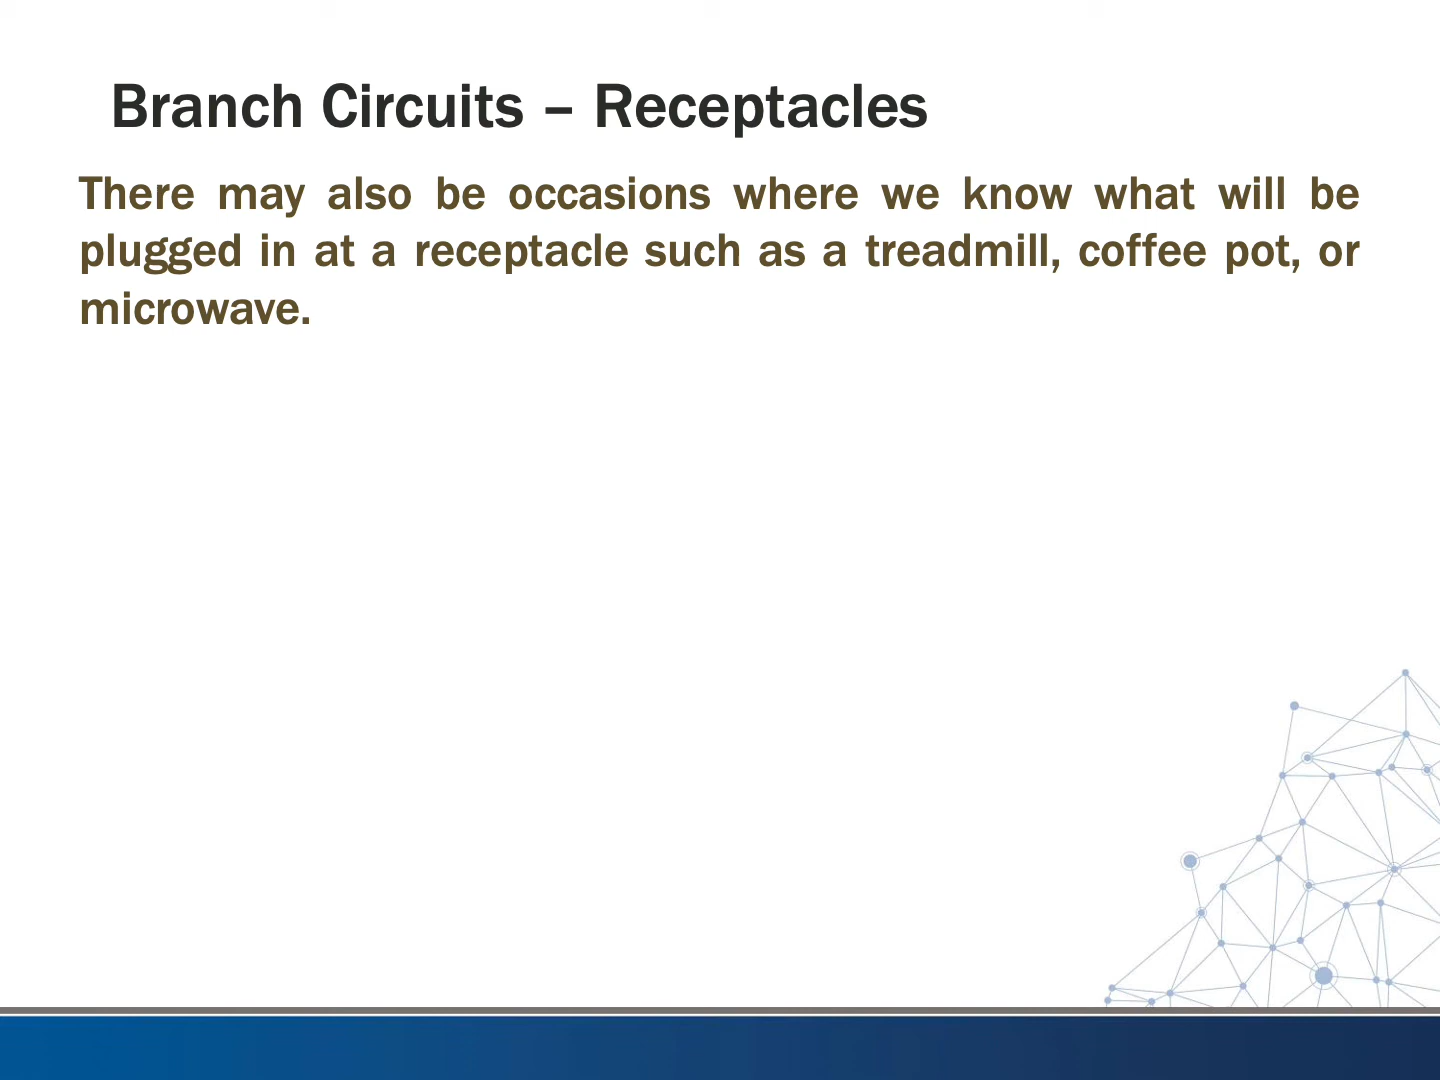 Branch Circuits – Receptacles
There may also be occasions where we know what will be
plugged in at a receptacle such as a treadmill, coffee pot, or
microwave.